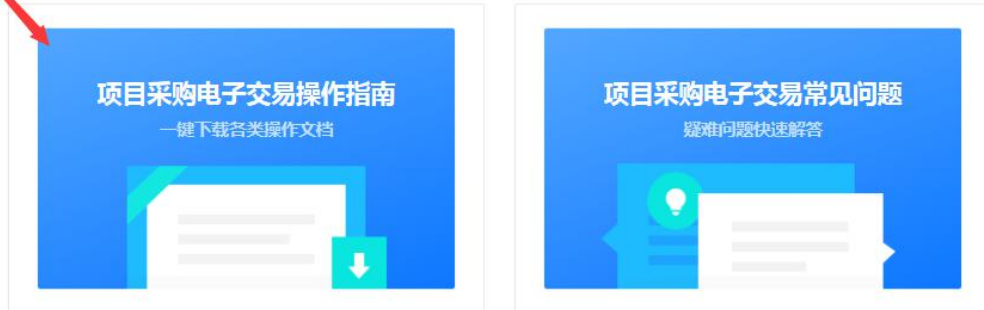 项目采购电子交易操作指南
一键下载各类操作文档
项目采购电子交易常见问题
疑难问题快速解答